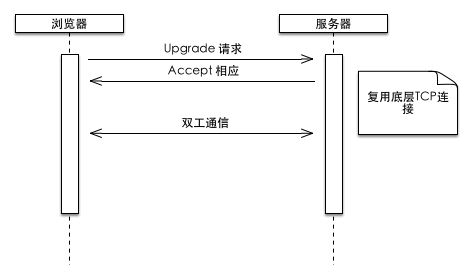 浏览器
服务器
Upgrade 请求
Accept 相应
复用底层TCP连
接
双工通信